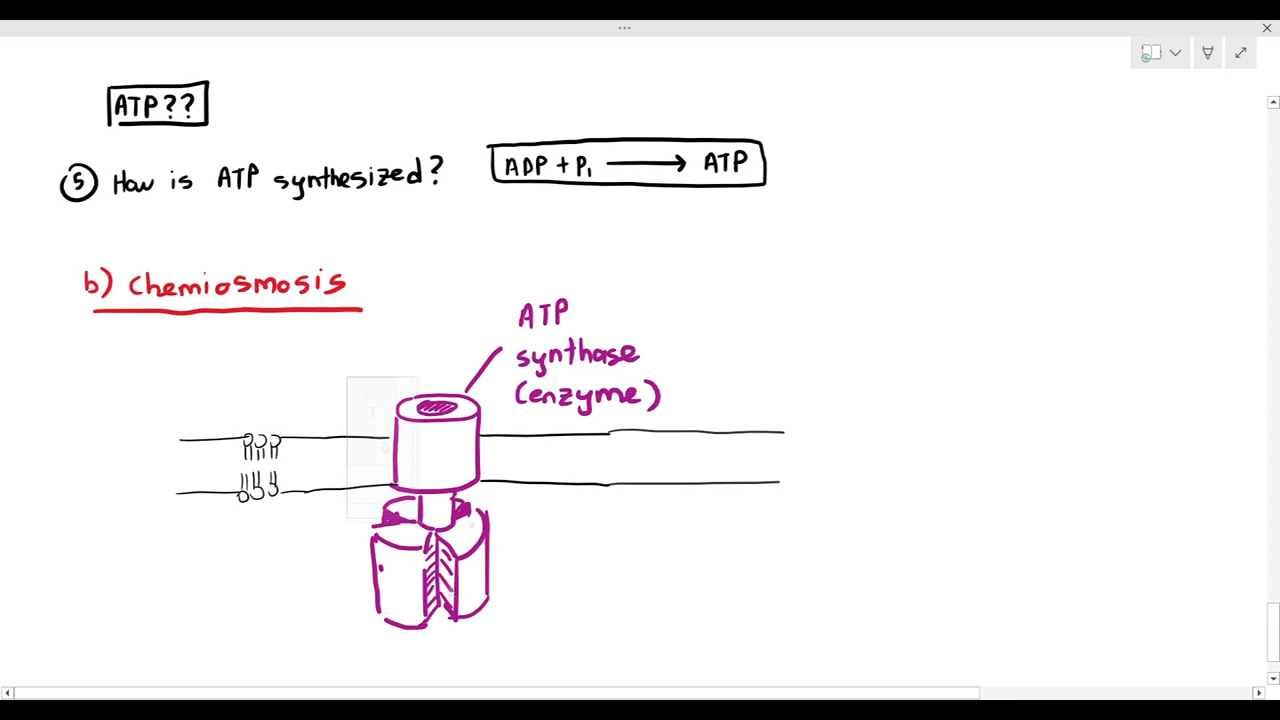 ATP??
⑤ How is ATP synthesized?
ADP + Pi ⟶ ATP
b) Chemiosmosis
ATP
synthase
(enzyme)